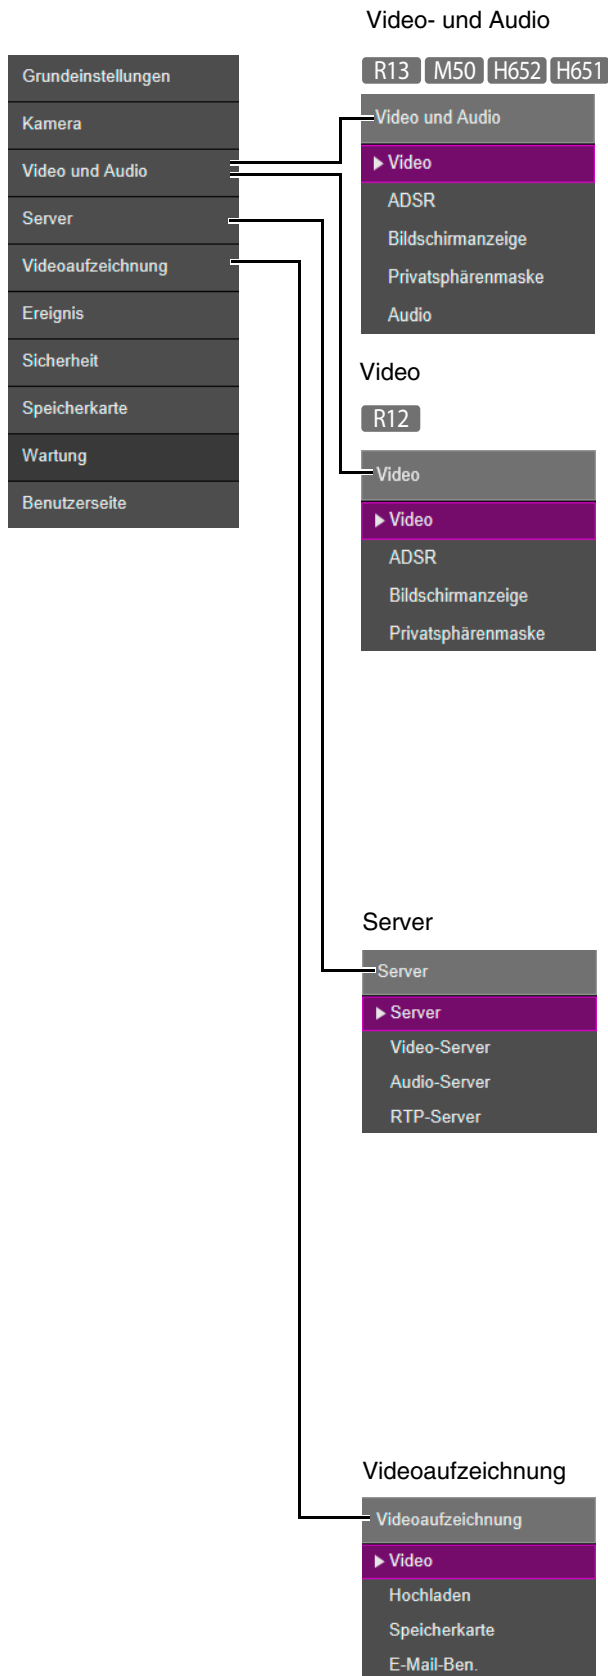 Video- und Audio
R13 M50 H652 H651
Grundeinstellungen
Kamera
Video und Audio
Server
Videoaufzeichnung
Ereignis
Sicherheit
Speicherkarte
Wartung
Benutzerseite
Video und Audio
Video
ADSR
Bildschirmanzeige
Privatsphärenmaske
Audio
Video
R12
Video
Video
ADSR
Bildschirmanzeige
Privatsphärenmaske
Server
Server
Server
Video-Server
Audio-Server
RTP-Server
Videoaufzeichnung
Videoaufzeichnung
Video
Hochladen
Speicherkarte
E-Mail-Ben.